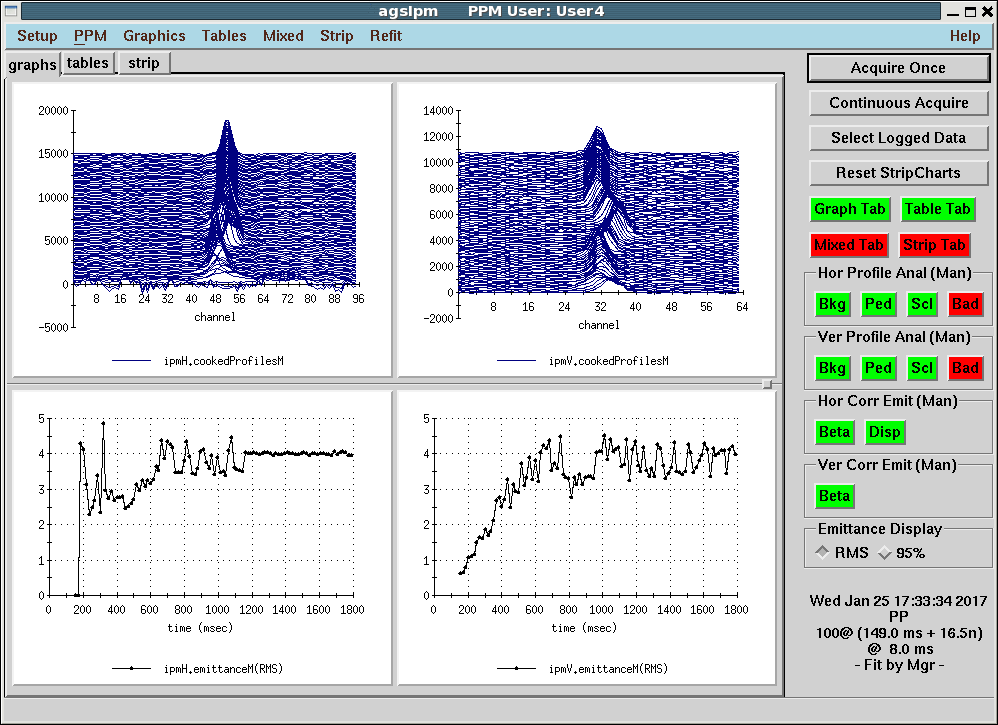 agsIpm PPM User: User4
Setup PPM Graphics Tables Mixed Strip Refit Help
graphs tables strip
Acquire Once
Continuous Acquire
Select Logged Data
Reset StripCharts
Graph Tab Table Tab
Mixed Tab Strip Tab
Hor Profile Anal (Man)
Bkg Ped Scl Bad
Ver Profile Anal (Man)
Bkg Ped Scl Bad
Hor Corr Emit (Man)
Beta Disp
Ver Corr Emit (Man)
Beta
Emittance Display
RMS 95%
Wed Jan 25 17:33:34 2017
PP
100@ (149.0 ms + 16.5n)
@ 8.0 ms
- Fit by Mgr -
20000
15000
10000
5000
0
-5000
8 16 24 32 40 48 56 64 72 80 88 96
channel
ipmH.cookedProfilesM
14000
12000
10000
8000
6000
4000
2000
0
-2000
8 16 24 32 40 48 56 64
channel
ipmV.cookedProfilesM
5
4
3
2
1
0
0 200 400 600 800 1000 1200 1400 1600 1800
time (msec)
ipmH.emittanceM(RMS)
5
4
3
2
1
0
0 200 400 600 800 1000 1200 1400 1600 1800
time (msec)
ipmV.emittanceM(RMS)